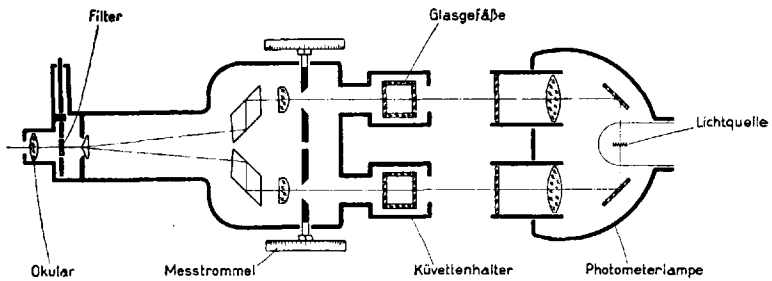 Filter
Glasgefäße
Lichtquelle
Okular
Messtrommel
Küvettenhalter
Photometerlampe